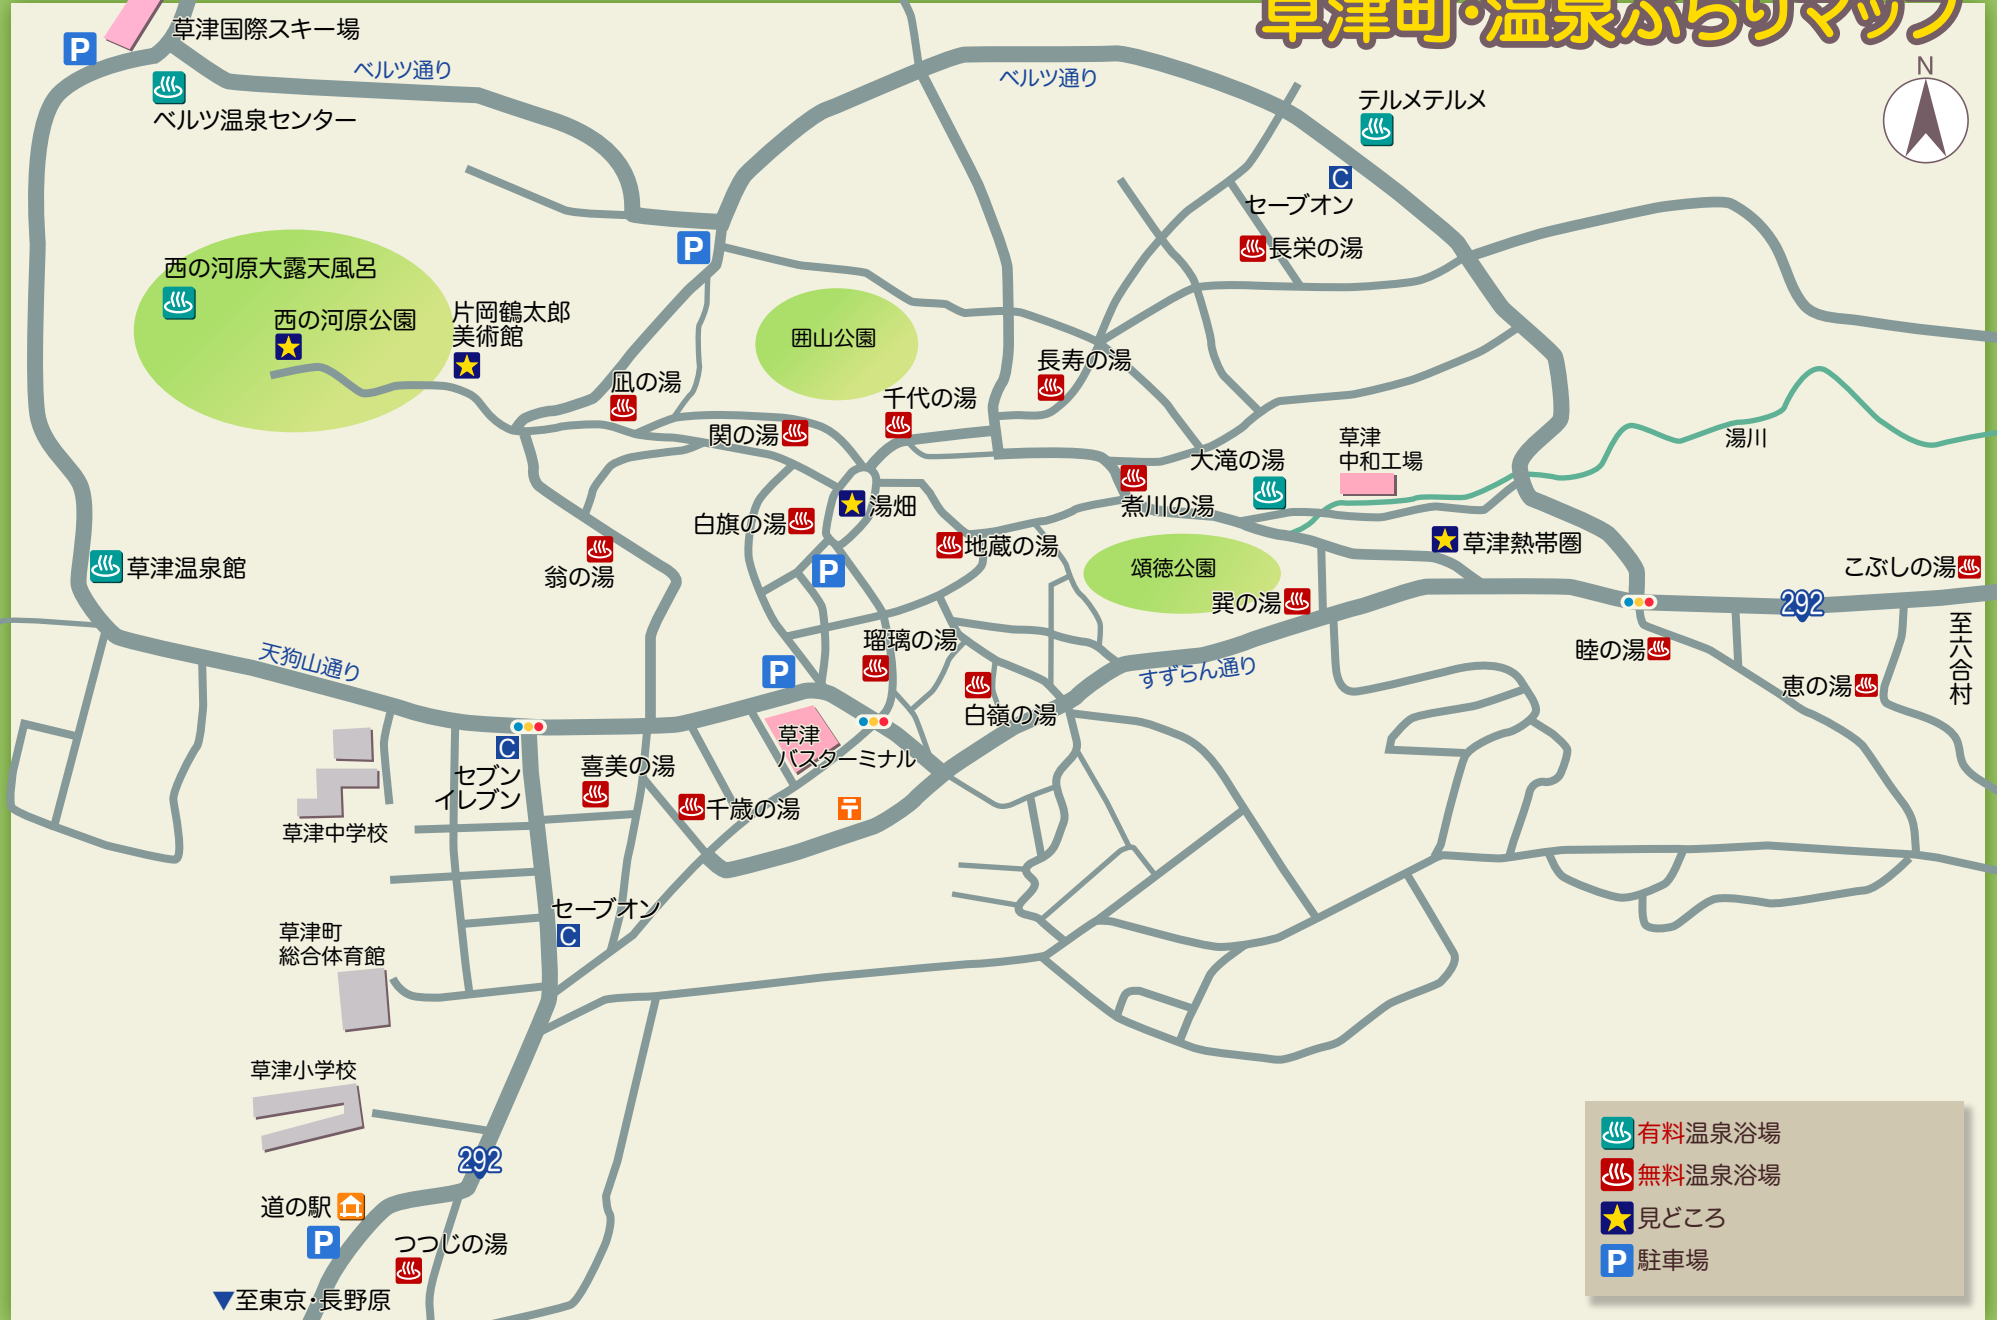 草津町・温泉ぶらりマップ
草津国際スキー場
P
ベルツ通り
ベルツ通り
N
ベルツ温泉センター
テルメテルメ
C
セーブオン
長栄の湯
P
西の河原大露天風呂
西の河原公園
片岡鶴太郎
美術館
囲山公園
凪の湯
長寿の湯
千代の湯
関の湯
草津
中和工場
湯川
大滝の湯
煮川の湯
湯畑
白旗の湯
地蔵の湯
草津熱帯圏
頌徳公園
こぶしの湯
草津温泉館
翁の湯
P
巽の湯
292
至六合村
瑠璃の湯
睦の湯
天狗山通り
P
すずらん通り
恵の湯
白嶺の湯
草津
バスターミナル
C
セブン
イレブン
喜美の湯
千歳の湯
草津中学校
セーブオン
C
草津町
総合体育館
草津小学校
292
道の駅
P
つつじの湯
▼至東京・長野原
有料温泉浴場
無料温泉浴場
見どころ
P 駐車場